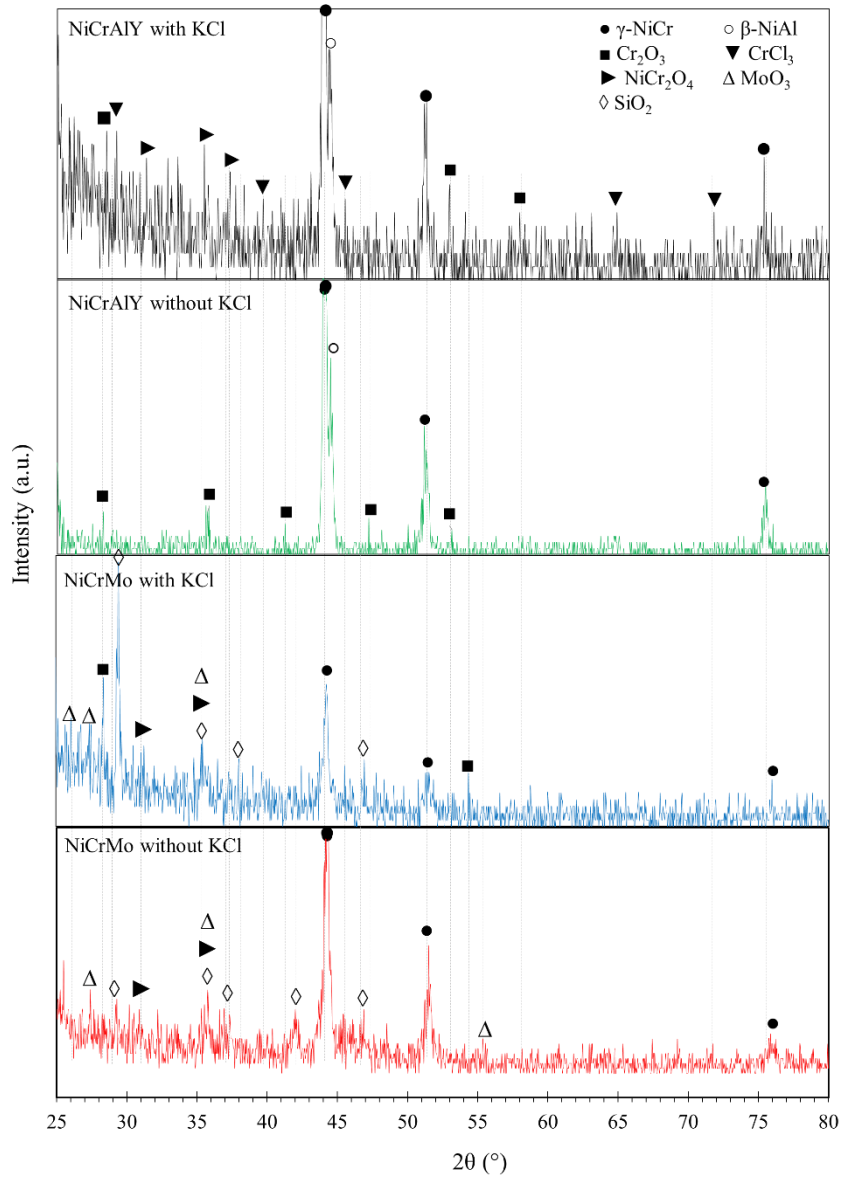 NiCrAlY with KCl
● γ-NiCr ○ β-NiAl
■ Cr₂O₃ ▼ CrCl₃
► NiCr₂O₄ Δ MoO₃
◊ SiO₂
NiCrAlY without KCl
NiCrMo with KCl
NiCrMo without KCl
Intensity (a.u.)
25 30 35 40 45 50 55 60 65 70 75 80
2θ (°)